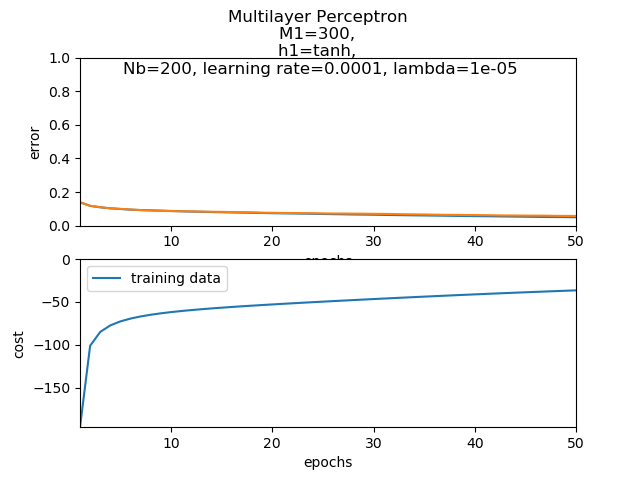 Multilayer Perceptron
M1=300,
h1=tanh,
Nb=200, learning rate=0.0001, lambda=1e-05
1.0
0.8
0.6
0.4
0.2
0.0
error
10 20 30 40 50
epochs
0
−50
−100
−150
cost
training data
10 20 30 40 50
epochs